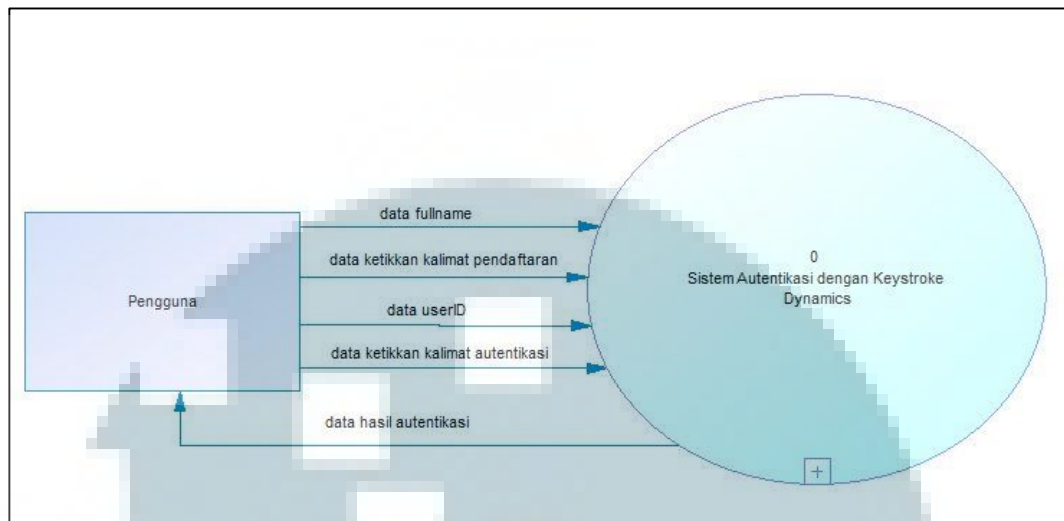 data fullname
data ketikkan kalimat pendaftaran
Pengguna
data userID
data ketikkan kalimat autentikasi
data hasil autentikasi
0
Sistem Autentikasi dengan Keystroke
Dynamics